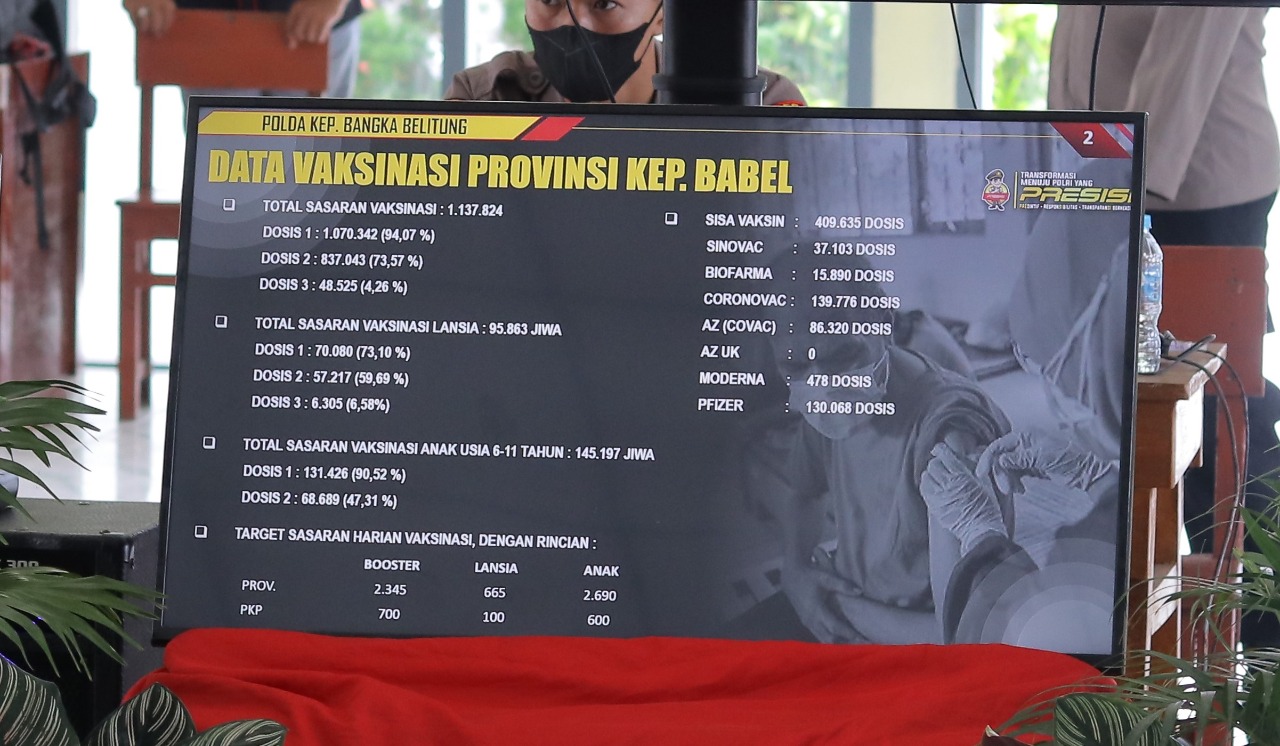 POLDA KEP. BANGKA BELITUNG
2
DATA VAKSINASI PROVINSI KEP. BABEL
TRANSFORMASI
MENUJU POLRI YANG
PRESISI
TOTAL SASARAN VAKSINASI : 1.137.824
DOSIS 1 : 1.070.342 (94,07 %)
DOSIS 2 : 837.043 (73,57 %)
DOSIS 3 : 48.525 (4,26 %)
TOTAL SASARAN VAKSINASI LANSIA : 95.863 JIWA
DOSIS 1 : 70.080 (73,10 %)
DOSIS 2 : 57.217 (59,69 %)
DOSIS 3 : 6.305 (6,58%)
TOTAL SASARAN VAKSINASI ANAK USIA 6-11 TAHUN : 145.197 JIWA
DOSIS 1 : 131.426 (90,52 %)
DOSIS 2 : 68.689 (47,31 %)
TARGET SASARAN HARIAN VAKSINASI, DENGAN RINCIAN :
BOOSTER LANSIA ANAK
PROV. 2.345 665 2.690
PKP 700 100 600
SISA VAKSIN : 409.635 DOSIS
SINOVAC : 37.103 DOSIS
BIOFARMA : 15.890 DOSIS
CORONOVAC : 139.776 DOSIS
AZ (COVAC) : 86.320 DOSIS
AZ UK : 0
MODERNA : 478 DOSIS
PFIZER : 130.068 DOSIS